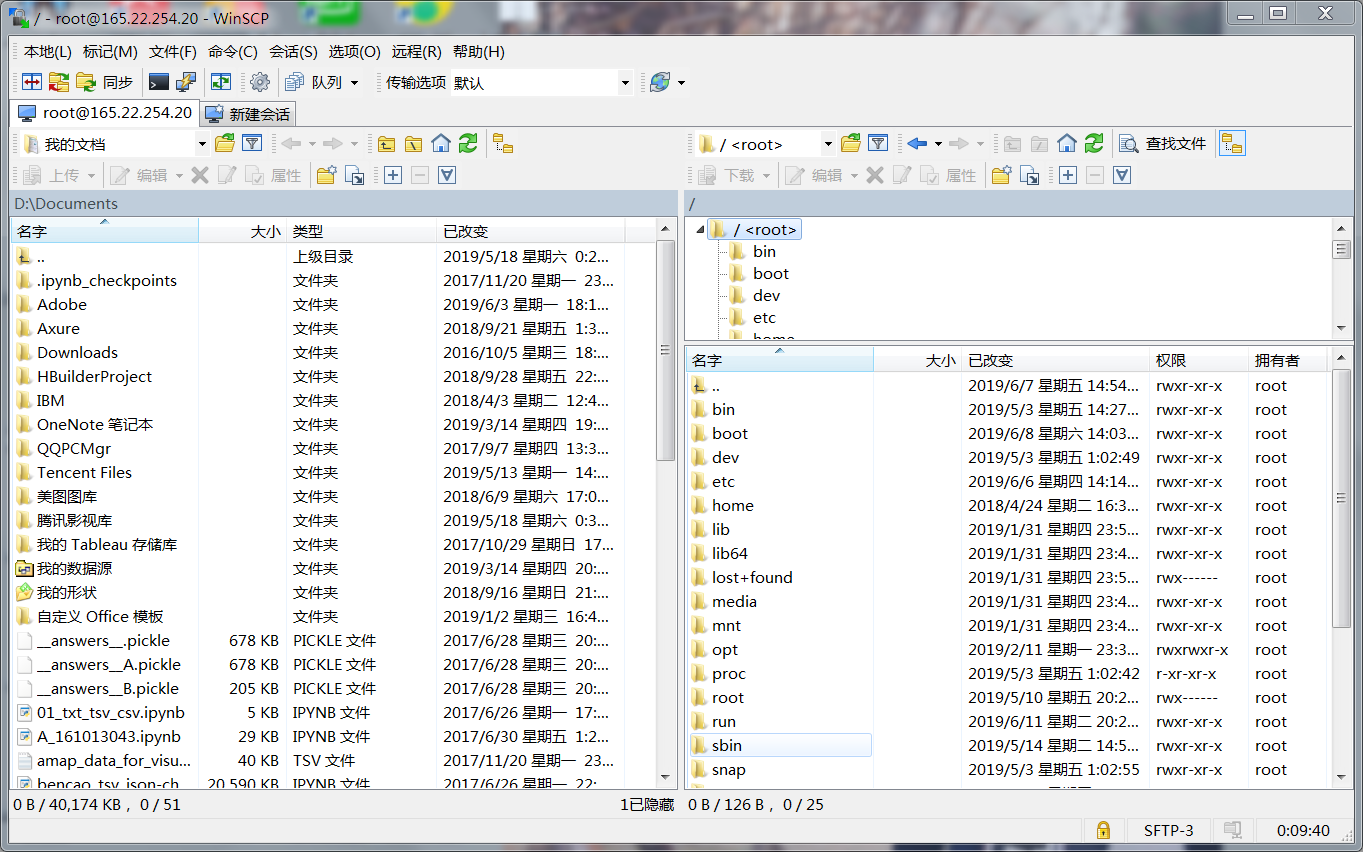 / - root@165.22.254.20 - WinSCP
本地(L) 标记(M) 文件(F) 命令(C) 会话(S) 选项(O) 远程(R) 帮助(H)
同步 队列 传输选项 默认
root@165.22.254.20 新建会话
我的文档 / <root> 查找文件
上传 编辑 属性 下载 编辑 属性
D:\Documents
名字 大小 类型 已改变
.. 上级目录 2019/5/18 星期六 0:2...
.ipynb_checkpoints 文件夹 2017/11/20 星期一 23...
Adobe 文件夹 2019/6/3 星期一 18:1...
Axure 文件夹 2018/9/21 星期五 1:3...
Downloads 文件夹 2016/10/5 星期三 18:...
HBuilderProject 文件夹 2018/9/28 星期五 22:...
IBM 文件夹 2018/4/3 星期二 12:4...
OneNote 笔记本 文件夹 2019/3/14 星期四 19:...
QQPCMgr 文件夹 2017/9/7 星期四 13:3...
Tencent Files 文件夹 2019/5/13 星期一 14:...
美图图库 文件夹 2018/6/9 星期六 17:0...
腾讯影视库 文件夹 2019/5/18 星期六 0:3...
我的 Tableau 存储库 文件夹 2017/10/29 星期日 17...
我的数据源 文件夹 2019/3/14 星期四 20:...
我的形状 文件夹 2018/9/16 星期日 21:...
自定义 Office 模板 文件夹 2019/1/2 星期三 16:4...
__answers__.pickle 678 KB PICKLE 文件 2017/6/28 星期三 20:...
__answers__A.pickle 678 KB PICKLE 文件 2017/6/28 星期三 20:...
__answers__B.pickle 205 KB PICKLE 文件 2017/6/28 星期三 20:...
01_txt_tsv_csv.ipynb 5 KB IPYNB 文件 2017/6/26 星期一 17:...
A_161013043.ipynb 29 KB IPYNB 文件 2017/6/30 星期五 1:2...
amap_data_for_visu... 40 KB TSV 文件 2017/11/20 星期一 23...
bencao_tsv_json-ch 20,590 KB IPYNB 文件 2017/6/26 星期一 22:
0 B / 40,174 KB , 0 / 51 1已隐藏
/
/ <root>
bin
boot
dev
etc
home
名字 大小 已改变 权限 拥有者
.. 2019/6/7 星期五 14:54... rwxr-xr-x root
bin 2019/5/3 星期五 14:27... rwxr-xr-x root
boot 2019/6/8 星期六 14:03... rwxr-xr-x root
dev 2019/5/3 星期五 1:02:49 rwxr-xr-x root
etc 2019/6/6 星期四 14:14... rwxr-xr-x root
home 2018/4/24 星期二 16:3... rwxr-xr-x root
lib 2019/1/31 星期四 23:5... rwxr-xr-x root
lib64 2019/1/31 星期四 23:4... rwxr-xr-x root
lost+found 2019/1/31 星期四 23:5... rwx------ root
media 2019/1/31 星期四 23:4... rwxr-xr-x root
mnt 2019/1/31 星期四 23:4... rwxr-xr-x root
opt 2019/2/11 星期一 23:3... rwxrwxr-x root
proc 2019/5/3 星期五 1:02:42 r-xr-xr-x root
root 2019/5/10 星期五 20:2... rwx------ root
run 2019/6/11 星期二 20:2... rwxr-xr-x root
sbin 2019/5/14 星期二 14:5... rwxr-xr-x root
snap 2019/5/3 星期五 1:02:55 rwxr-xr-x root
0 B / 126 B , 0 / 25
SFTP-3 0:09:40